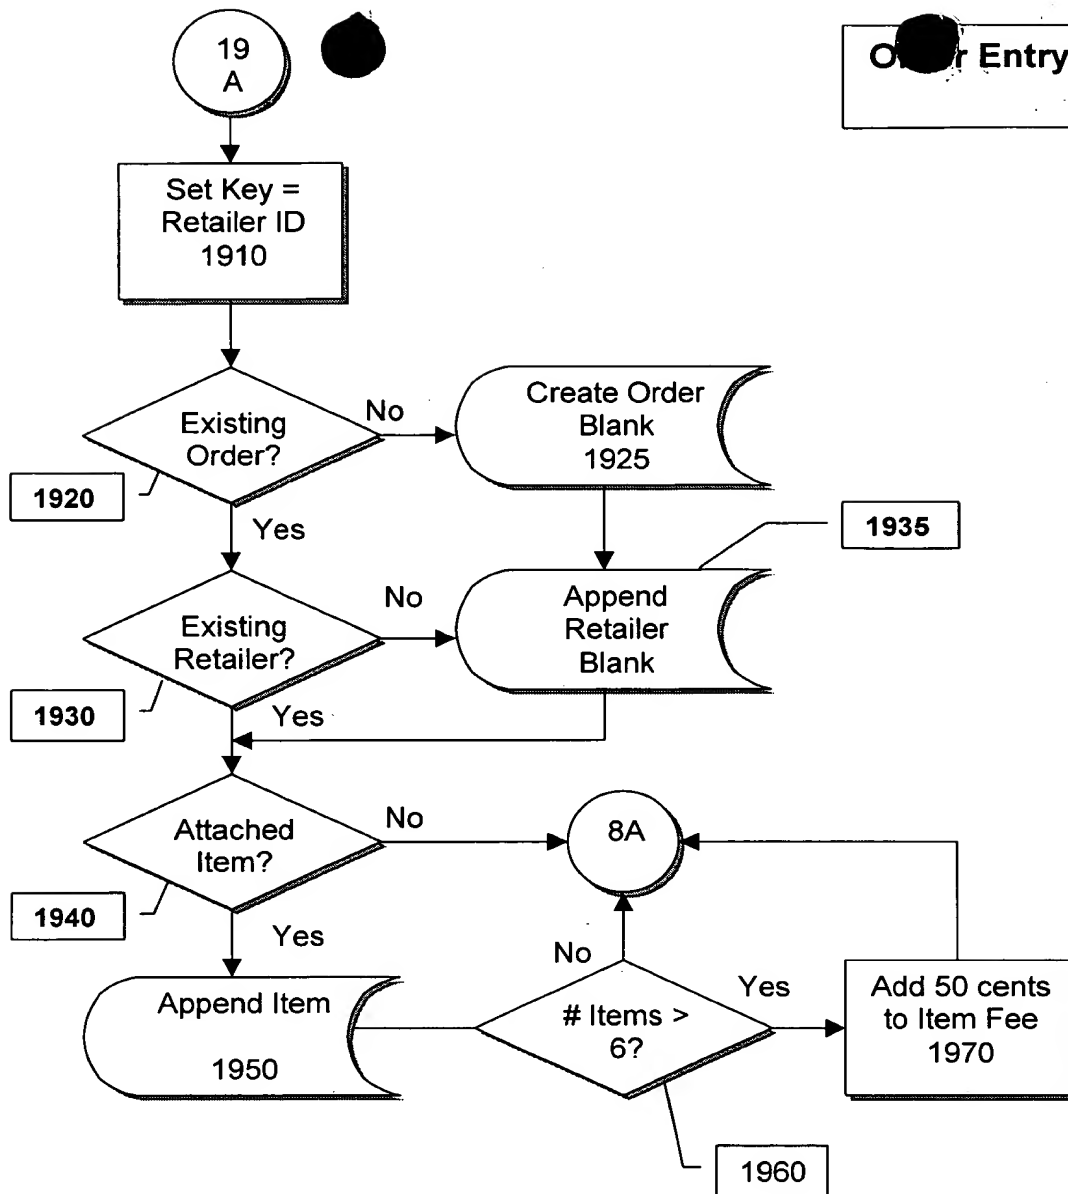 19
A
Entry
Set Key =
Retailer ID
1910
Existing
Order?
No
Create Order
Blank
1925
1920
Yes
1935
Existing
Retailer?
No
Append
Retailer
Blank
1930
Yes
Attached
Item?
No
8A
1940
Yes
No
Append Item
1950
# Items >
6?
Yes
Add 50 cents
to Item Fee
1970
1960